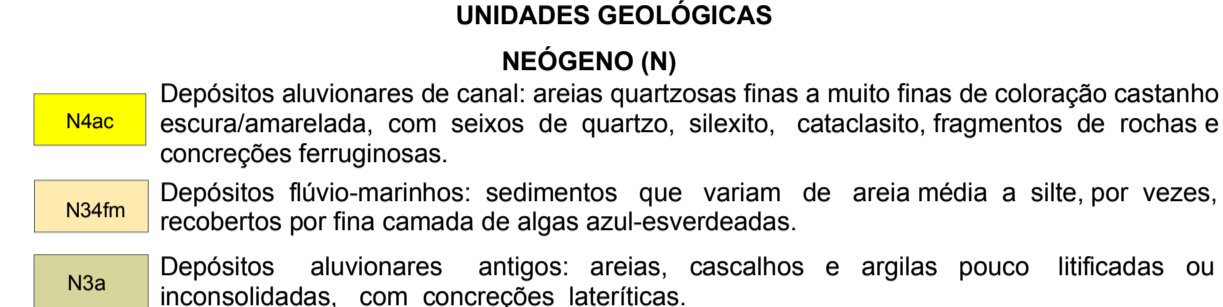 UNIDADES GEOLÓGICAS
NEÓGENO (N)
N4ac
Depósitos aluvionares de canal: areias quartzosas finas a muito finas de coloração castanho
escura/amarelada, com seixos de quartzo, silexito, cataclasito, fragmentos de rochas e
concreções ferruginosas.
N34fm
Depósitos flúvio-marinhos: sedimentos que variam de areia média a silte, por vezes,
recobertos por fina camada de algas azul-esverdeadas.
N3a
Depósitos aluvionares antigos: areias, cascalhos e argilas pouco litificadas ou
inconsolidadas, com concreções lateríticas.